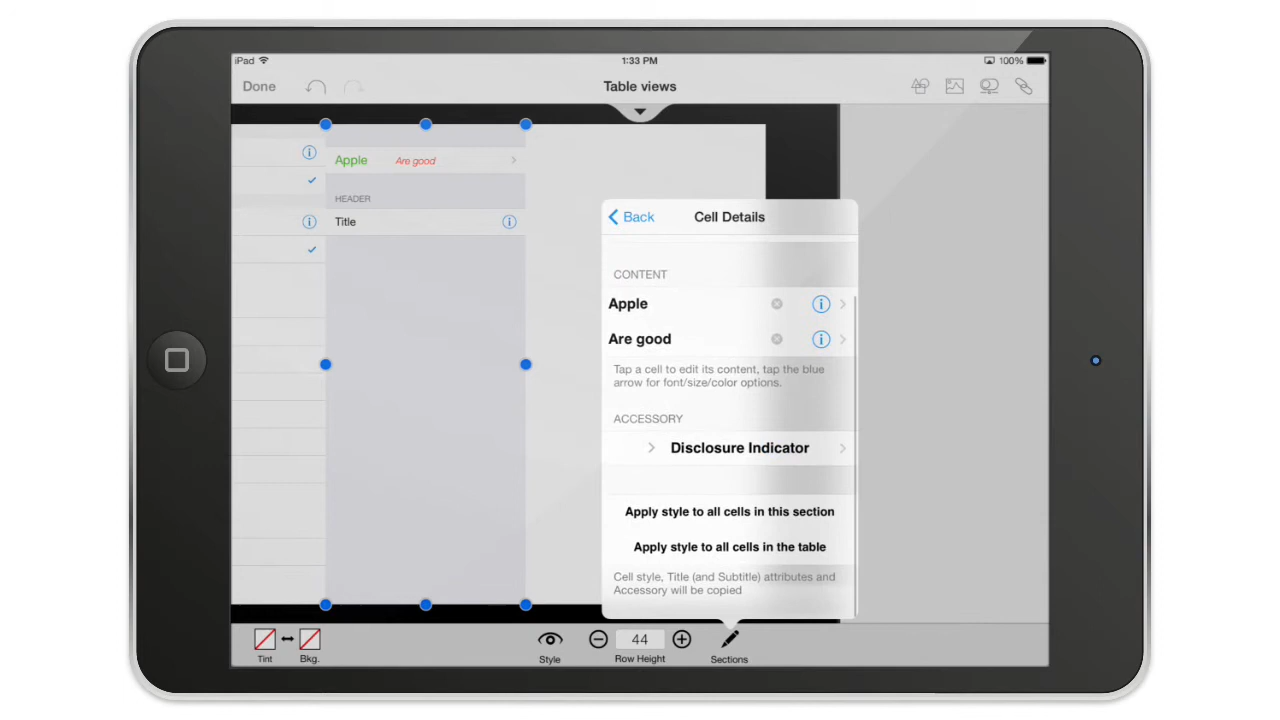 iPad
1:33 PM
100%
Done
Table views
Apple Are good
HEADER
Title
Back
Cell Details
CONTENT
Apple
Are good
Tap a cell to edit its content, tap the blue
arrow for font/size/color options.
ACCESSORY
Disclosure Indicator
Apply style to all cells in this section
Apply style to all cells in the table
Cell style, Title (and Subtitle) attributes and
Accessory will be copied
Tint
Bkg.
Style
44
Row Height
Sections